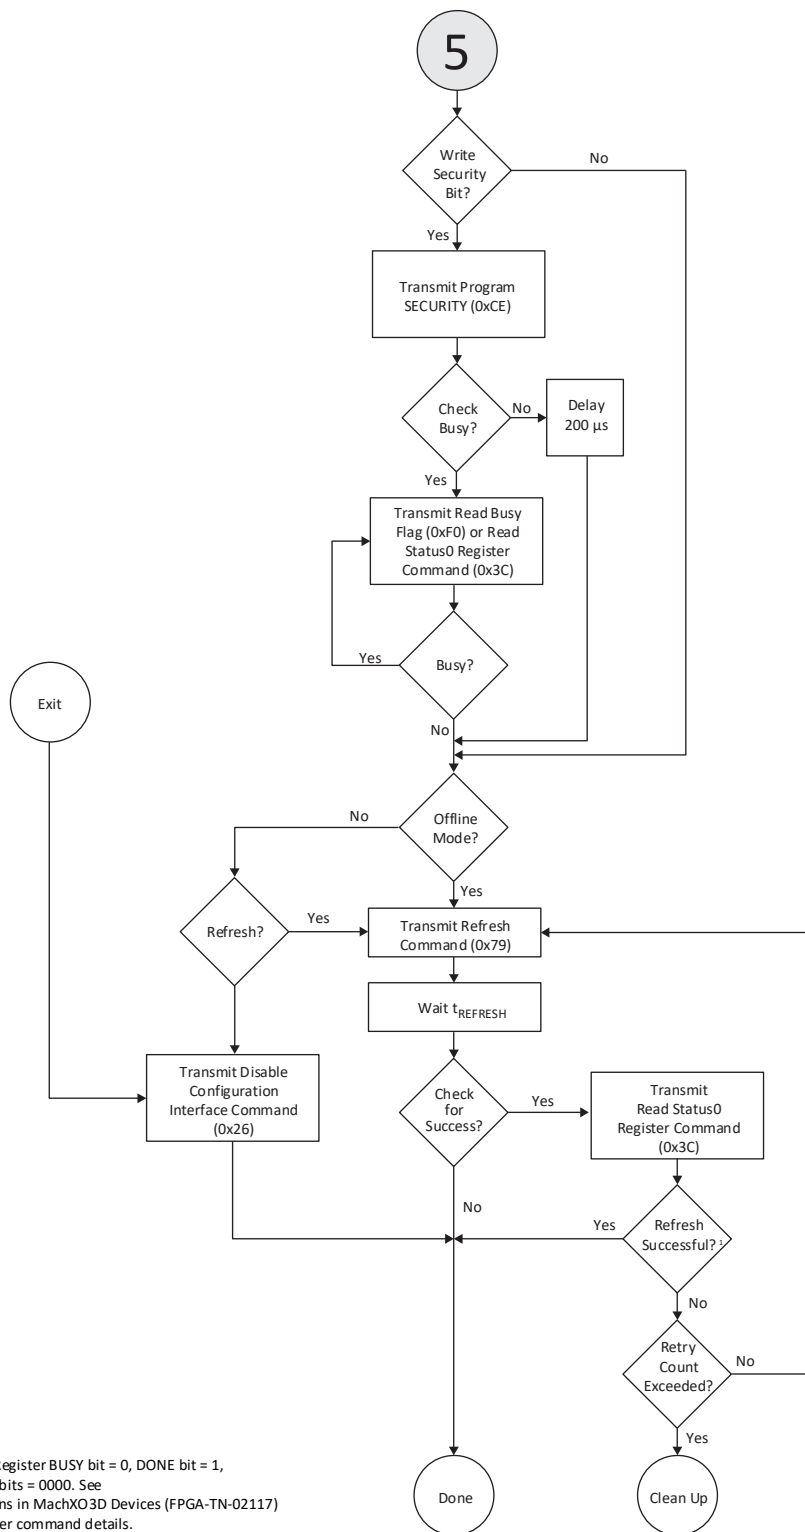 5
Write
Security
Bit?
No
Yes
Transmit Program
SECURITY (0xCE)
Check
Busy?
No
Delay
200 µs
Yes
Transmit Read Busy
Flag (0xF0) or Read
Status0 Register
Command (0x3C)
Busy?
Yes
No
Exit
Offline
Mode?
No
Yes
Refresh?
Yes
Transmit Refresh
Command (0x79)
Wait tREFRESH
Transmit Disable
Configuration
Interface Command
(0x26)
Check
for
Success?
Yes
Transmit
Read Status0
Register Command
(0x3C)
No
Yes
Refresh
Successful? 1
No
Retry
Count
Exceeded?
No
Yes
Done
Clean Up
Register BUSY bit = 0, DONE bit = 1,
bits = 0000. See
in MachXO3D Devices (FPGA-TN-02117)
command details.